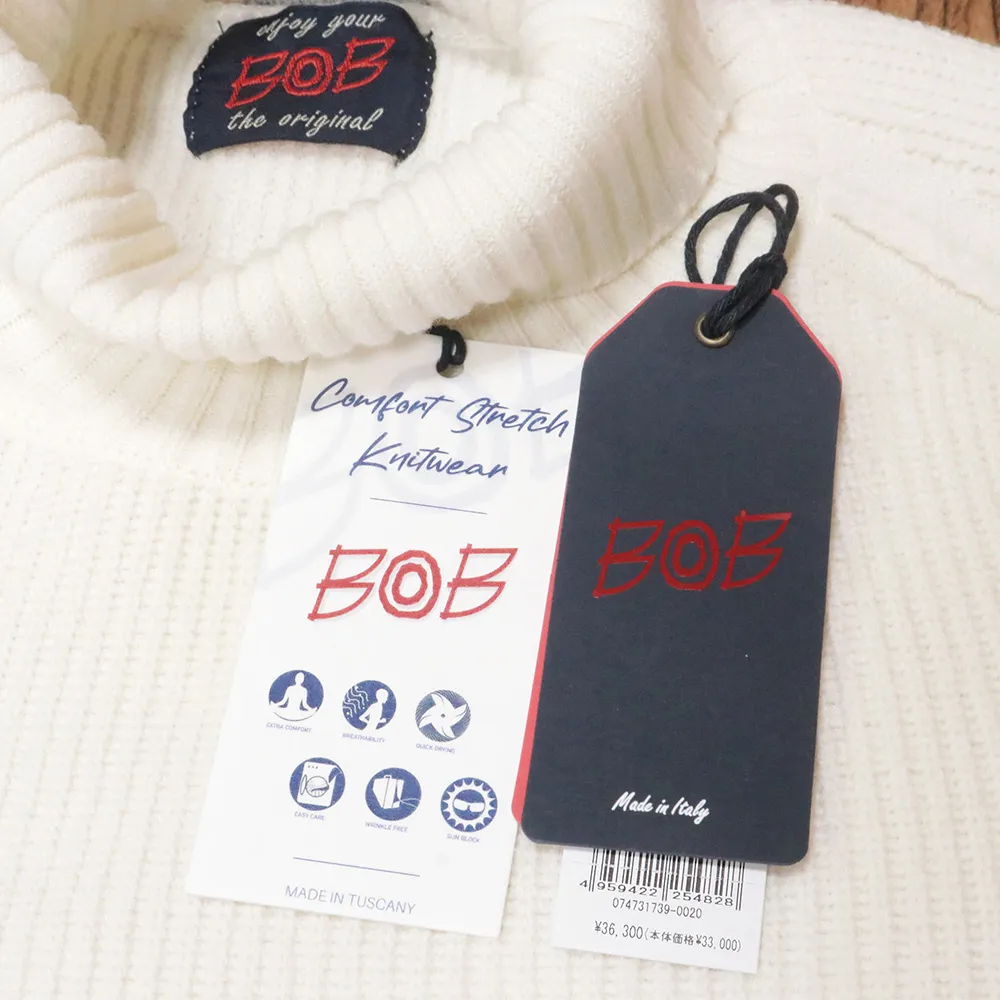 enjoy your
BOB
the original
Comfort Stretch
Knitwear
BOB
EXTRA COMFORT
BREATHABILITY
QUICK DRYING
EASY CARE
WRINKLE FREE
SUN BLOCK
MADE IN TUSCANY
BOB
Made in Italy
4 959422 254828
074731739-0020
¥36,300(本体価格¥33,000)